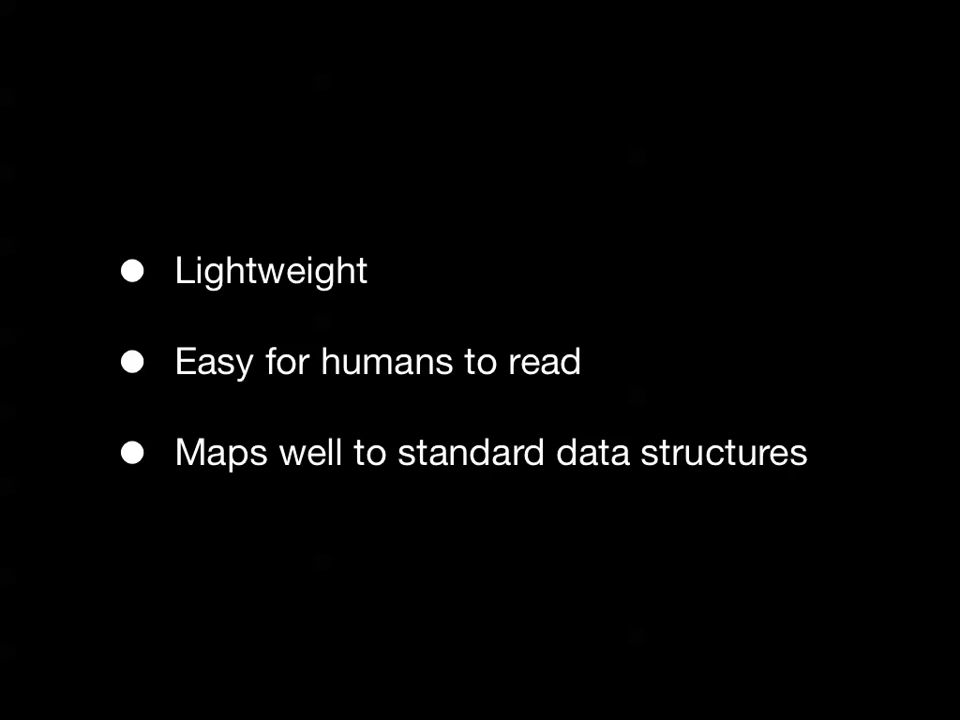 ● Lightweight
● Easy for humans to read
● Maps well to standard data structures